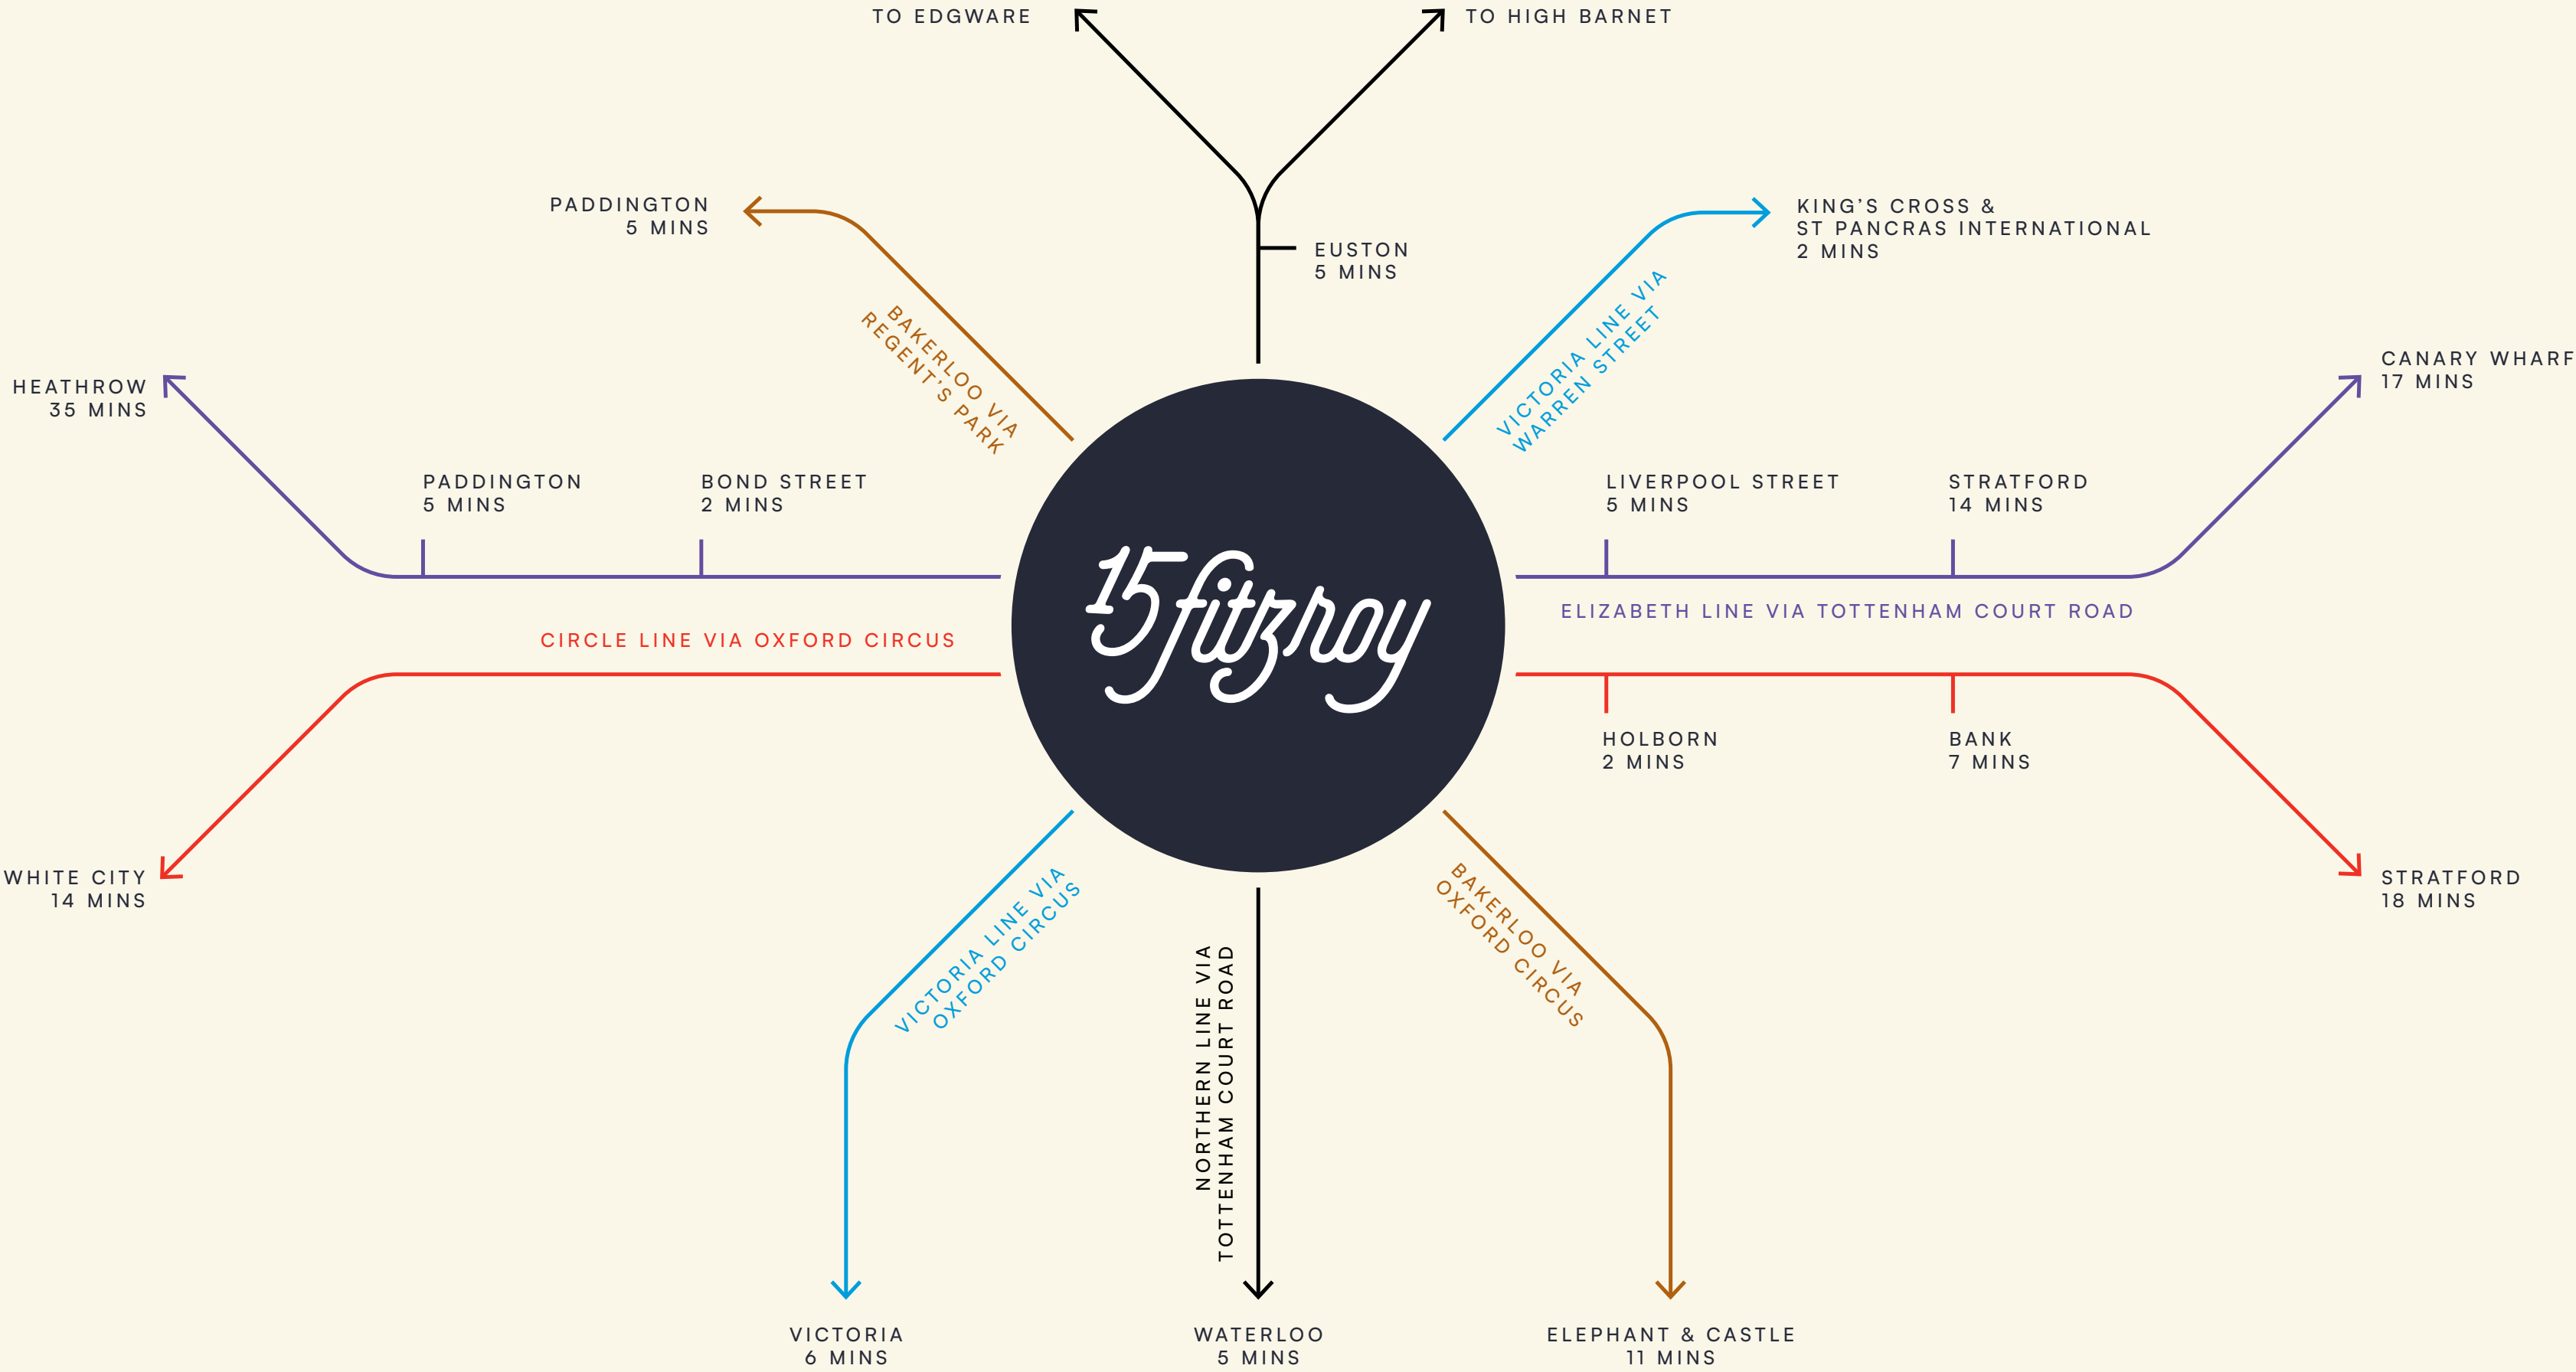 TO EDGWARE
TO HIGH BARNET
PADDINGTON
5 MINS
EUSTON
5 MINS
KING’S CROSS &
ST PANCRAS INTERNATIONAL
2 MINS
BAKERLOO VIA
REGENT’S PARK
VICTORIA LINE VIA
WARREN STREET
HEATHROW
35 MINS
CANARY WHARF
17 MINS
PADDINGTON
5 MINS
BOND STREET
2 MINS
LIVERPOOL STREET
5 MINS
STRATFORD
14 MINS
15 fitzroy
ELIZABETH LINE VIA TOTTENHAM COURT ROAD
CIRCLE LINE VIA OXFORD CIRCUS
HOLBORN
2 MINS
BANK
7 MINS
WHITE CITY
14 MINS
STRATFORD
18 MINS
VICTORIA LINE VIA
OXFORD CIRCUS
NORTHERN LINE VIA
TOTTENHAM COURT ROAD
BAKERLOO VIA
OXFORD CIRCUS
VICTORIA
6 MINS
WATERLOO
5 MINS
ELEPHANT & CASTLE
11 MINS